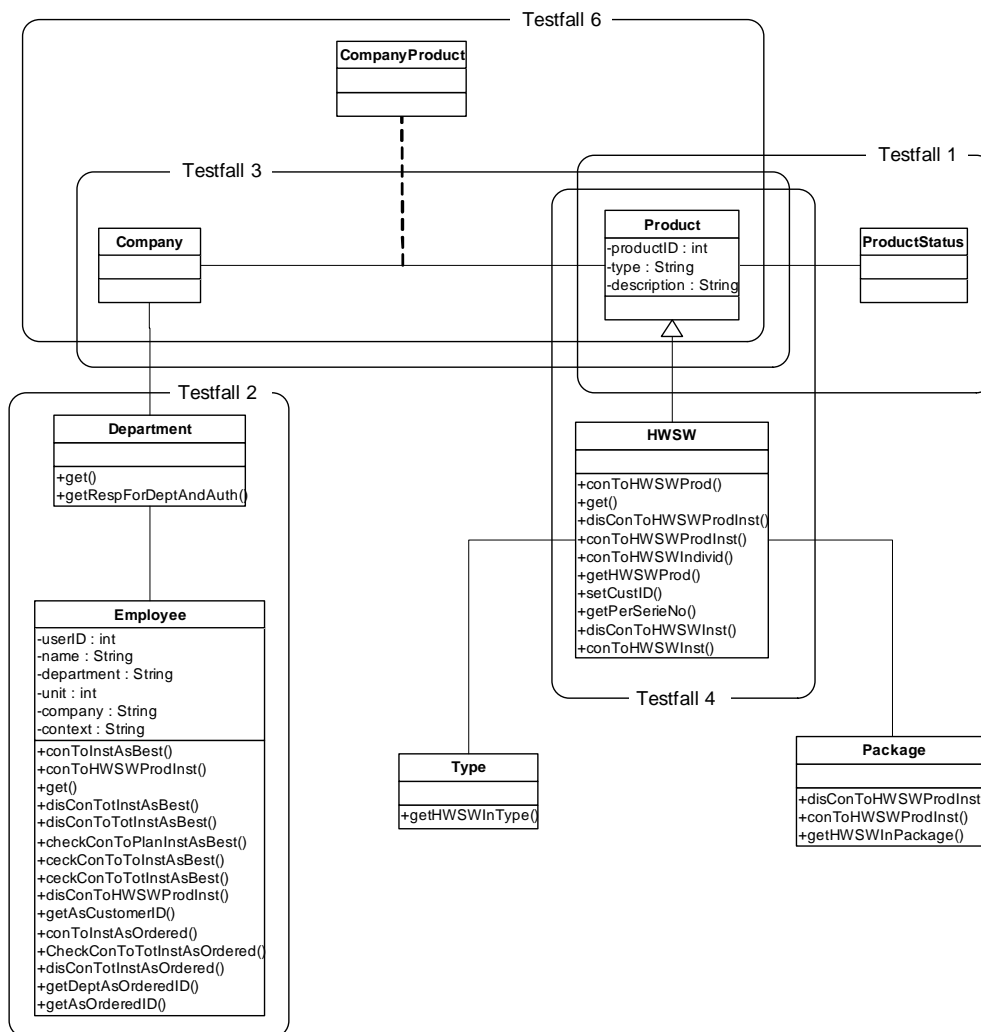 Testfall 6
CompanyProduct
Testfall 1
Testfall 3
Company
Product
-productID : int
-type : String
-description : String
ProductStatus
Testfall 2
Department
+get()
+getRespForDeptAndAuth()
HWSW
+conToHWSWProd()
+get()
+disConToHWSWProdInst()
+conToHWSWProdInst()
+conToHWSWIndivid()
+getHWSWProd()
+setCustID()
+getPerSerieNo()
+disConToHWSWInst()
+conToHWSWInst()
Testfall 4
Employee
-userID : int
-name : String
-department : String
-unit : int
-company : String
-context : String
+conToInstAsBest()
+conToHWSWProdInst()
+get()
+disConTotInstAsBest()
+disConToTotInstAsBest()
+checkConToPlanInstAsBest()
+ceckConToToInstAsBest()
+ceckConToTotInstAsBest()
+disConToHWSWProdInst()
+getAsCustomerID()
+conToInstAsOrdered()
+CheckConToTotInstAsOrdered()
+disConTotInstAsOrdered()
+getDeptAsOrderedID()
+getAsOrderedID()
Type
+getHWSWInType()
Package
+disConToHWSWProdInst
+conToHWSWProdInst()
+getHWSWInPackage()